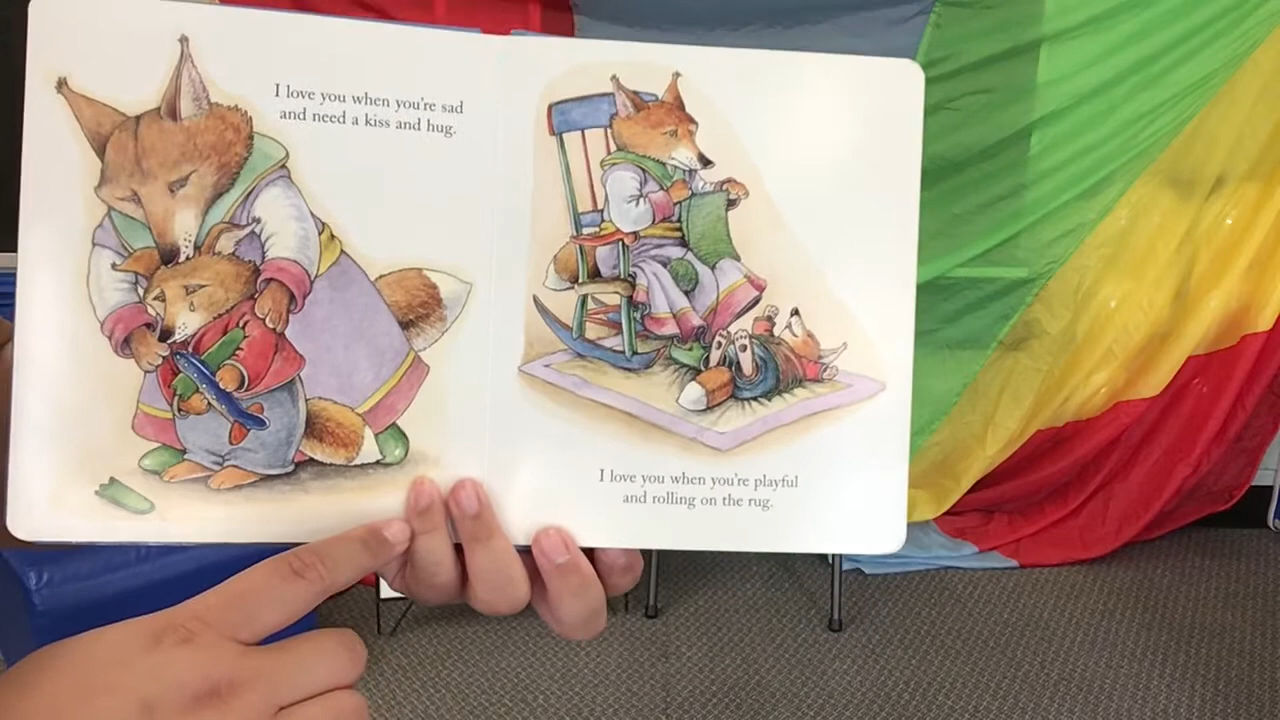 I love you when you're sad
and need a kiss and hug.
I love you when you're playful
and rolling on the rug.